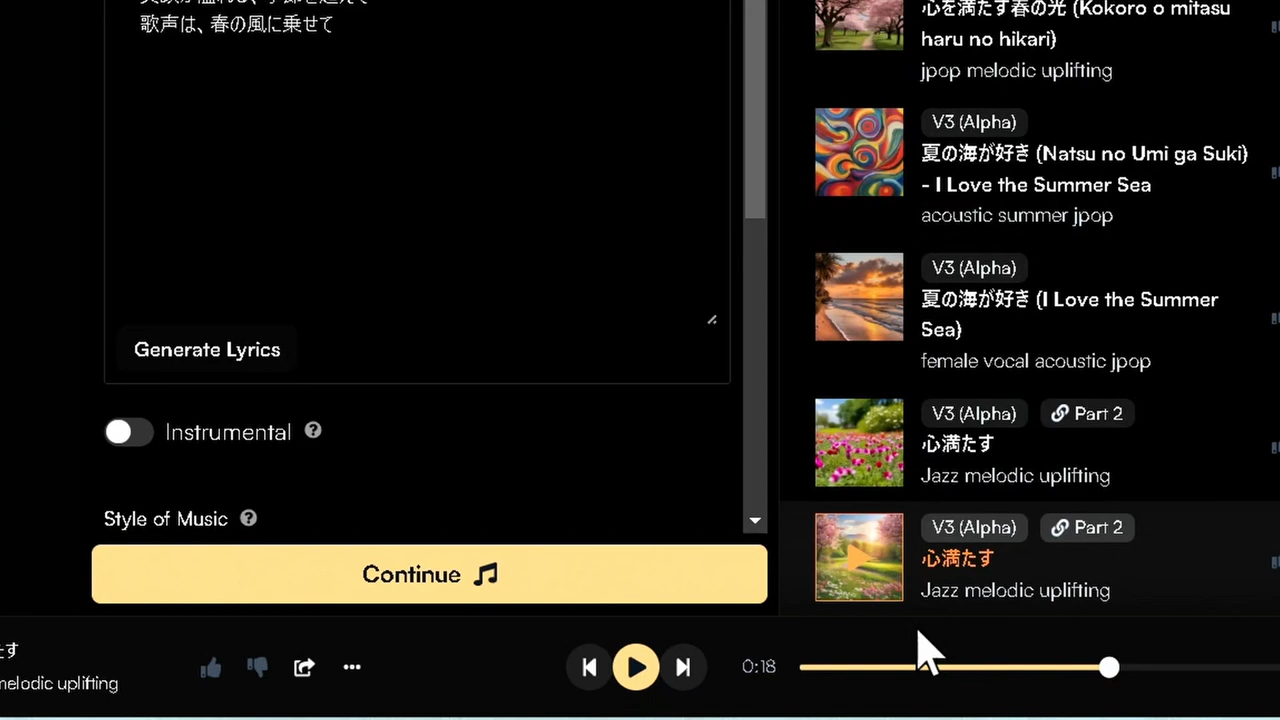 歌声は、春の風に乗せて
Generate Lyrics
Instrumental
Style of Music
Continue
心を満たす春の光 (Kokoro o mitasu
haru no hikari)
jpop melodic uplifting
V3 (Alpha)
夏の海が好き (Natsu no Umi ga Suki)
- I Love the Summer Sea
acoustic summer jpop
V3 (Alpha)
夏の海が好き (I Love the Summer
Sea)
female vocal acoustic jpop
V3 (Alpha) Part 2
心満たす
Jazz melodic uplifting
V3 (Alpha) Part 2
心満たす
Jazz melodic uplifting
たす
melodic uplifting
0:18